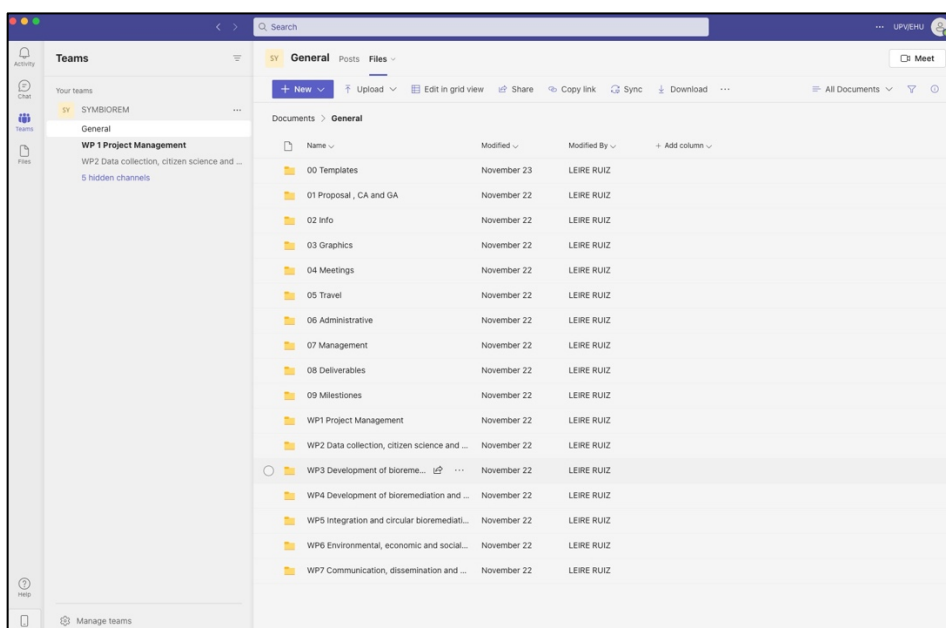 Search
UPV/EHU
Activity
Chat
Teams
Files
Help
Teams
Your teams
SY SYMBIOREM
General
WP 1 Project Management
WP2 Data collection, citizen science and ...
5 hidden channels
Manage teams
SY General Posts Files
Meet
+ New Upload Edit in grid view Share Copy link Sync Download ... All Documents
Documents > General
Name Modified Modified By + Add column
00 Templates November 23 LEIRE RUIZ
01 Proposal , CA and GA November 22 LEIRE RUIZ
02 Info November 22 LEIRE RUIZ
03 Graphics November 22 LEIRE RUIZ
04 Meetings November 22 LEIRE RUIZ
05 Travel November 22 LEIRE RUIZ
06 Administrative November 22 LEIRE RUIZ
07 Management November 22 LEIRE RUIZ
08 Deliverables November 22 LEIRE RUIZ
09 Milestiones November 22 LEIRE RUIZ
WP1 Project Management November 22 LEIRE RUIZ
WP2 Data collection, citizen science and ... November 22 LEIRE RUIZ
WP3 Development of bioreme... ... November 22 LEIRE RUIZ
WP4 Development of bioremediation and ... November 22 LEIRE RUIZ
WP5 Integration and circular bioremediati... November 22 LEIRE RUIZ
WP6 Environmental, economic and social... November 22 LEIRE RUIZ
WP7 Communication, dissemination and ... November 22 LEIRE RUIZ